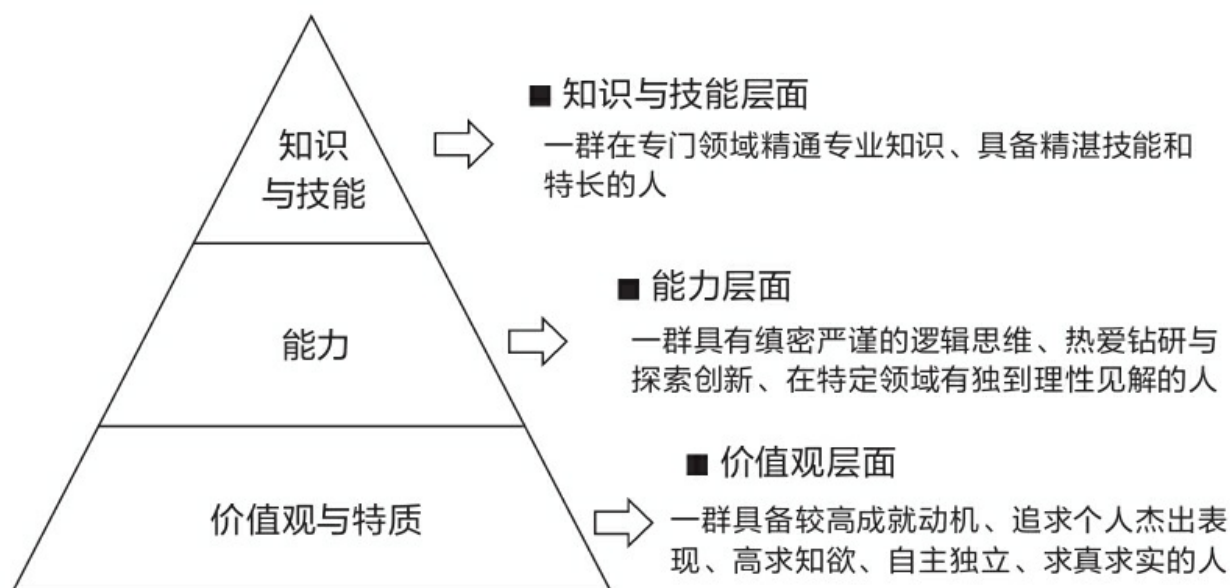 知识
与技能
■ 知识与技能层面
一群在专门领域精通专业知识、具备精湛技能和
特长的人
能力
■ 能力层面
一群具有缜密严谨的逻辑思维、热爱钻研与
探索创新、在特定领域有独到理性见解的人
价值观与特质
■ 价值观层面
一群具备较高成就动机、追求个人杰出表
现、高求知欲、自主独立、求真求实的人